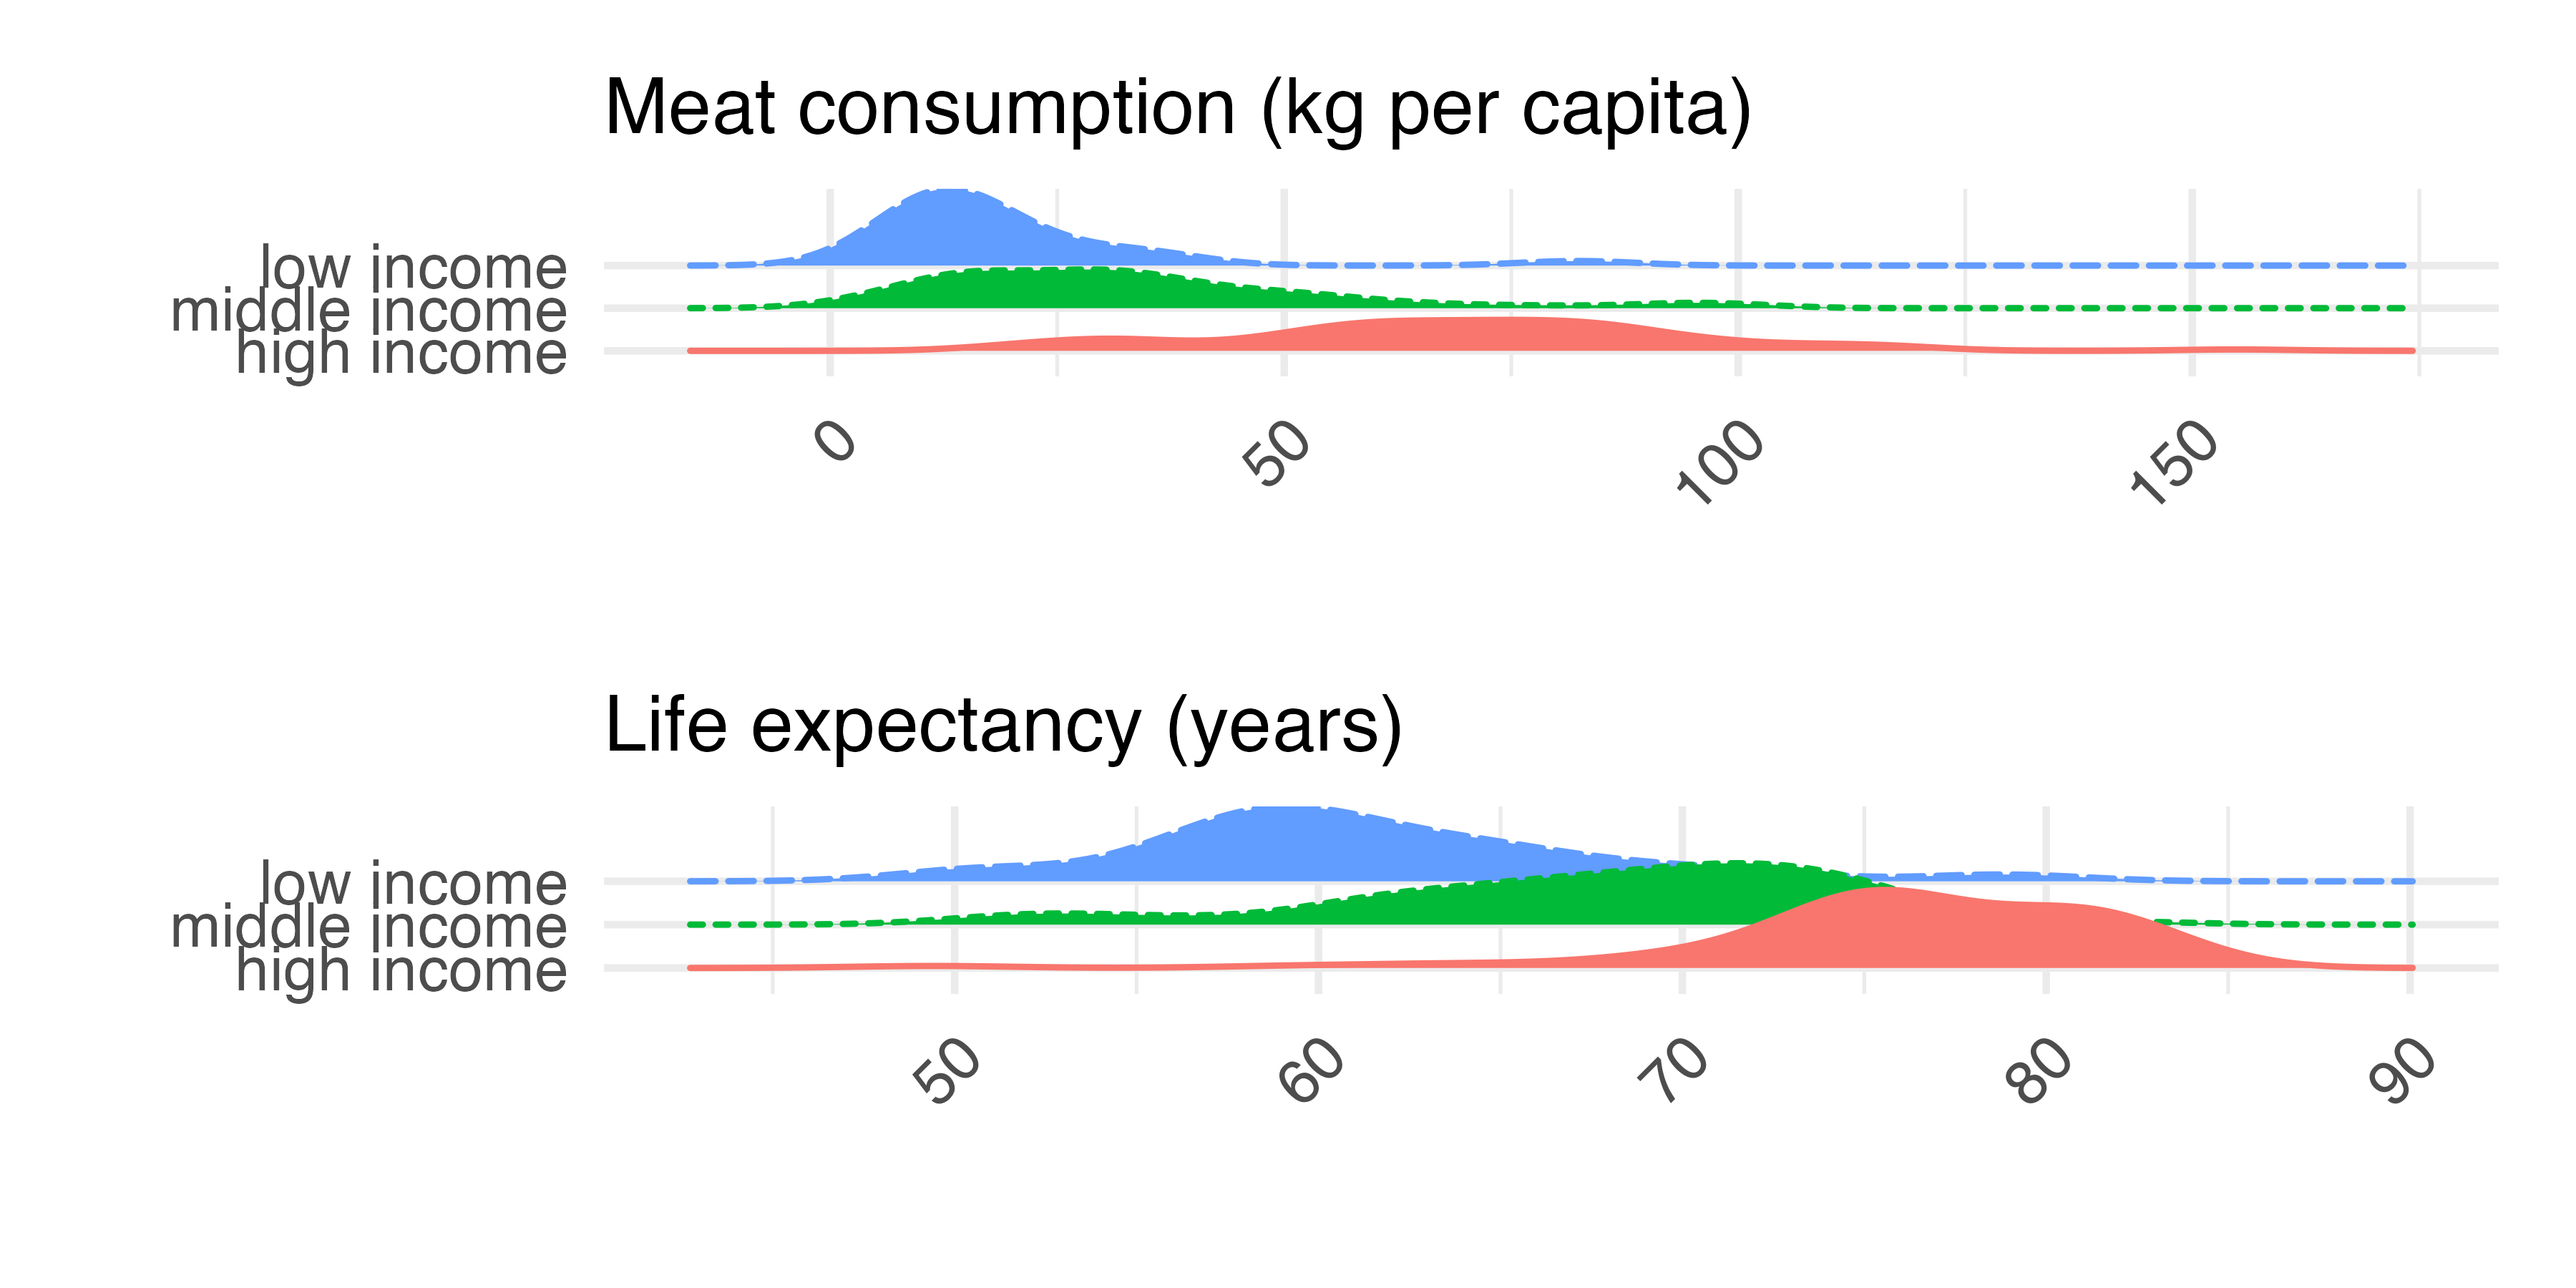 Meat consumption (kg per capita)
low income
middle income
high income
0 50 100 150
Life expectancy (years)
low income
middle income
high income
50 60 70 80 90